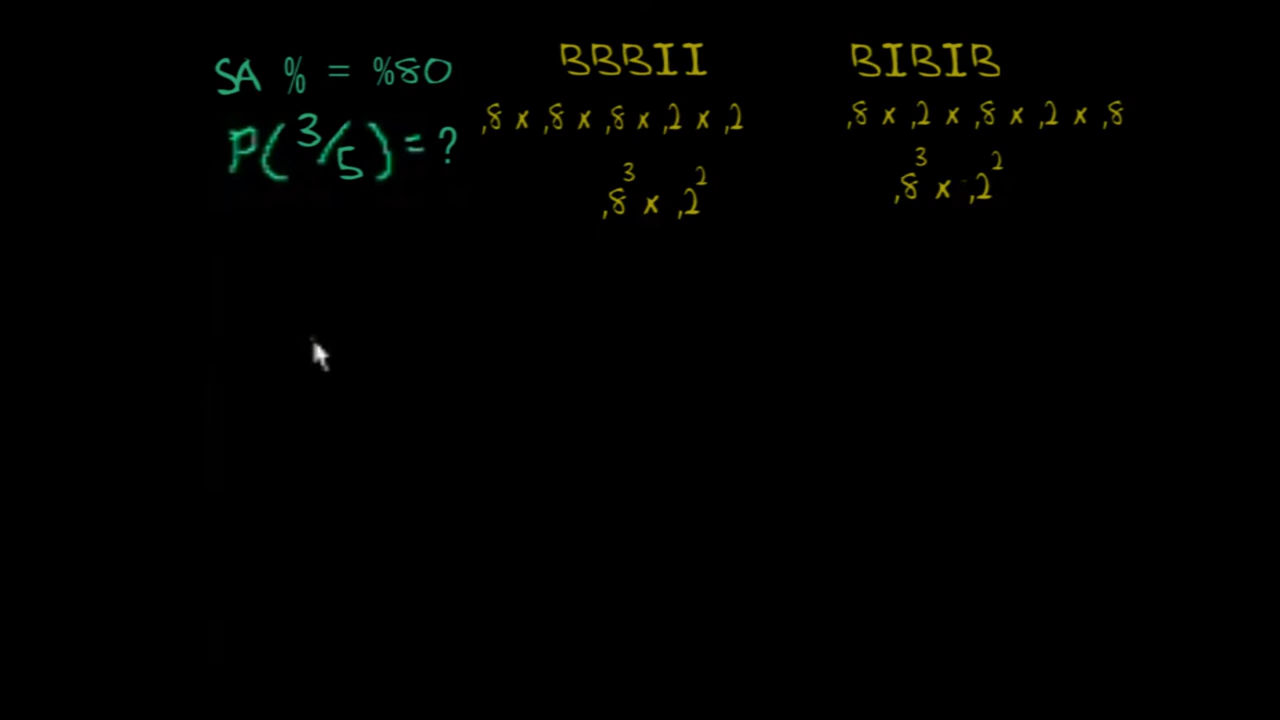 SA % = %80
P(3/5) = ?
BBBII
,8 x ,8 x ,8 x ,2 x ,2
,8³ x ,2²
BIBIB
,8 x ,2 x ,8 x ,2 x ,8
,8³ x ,2²